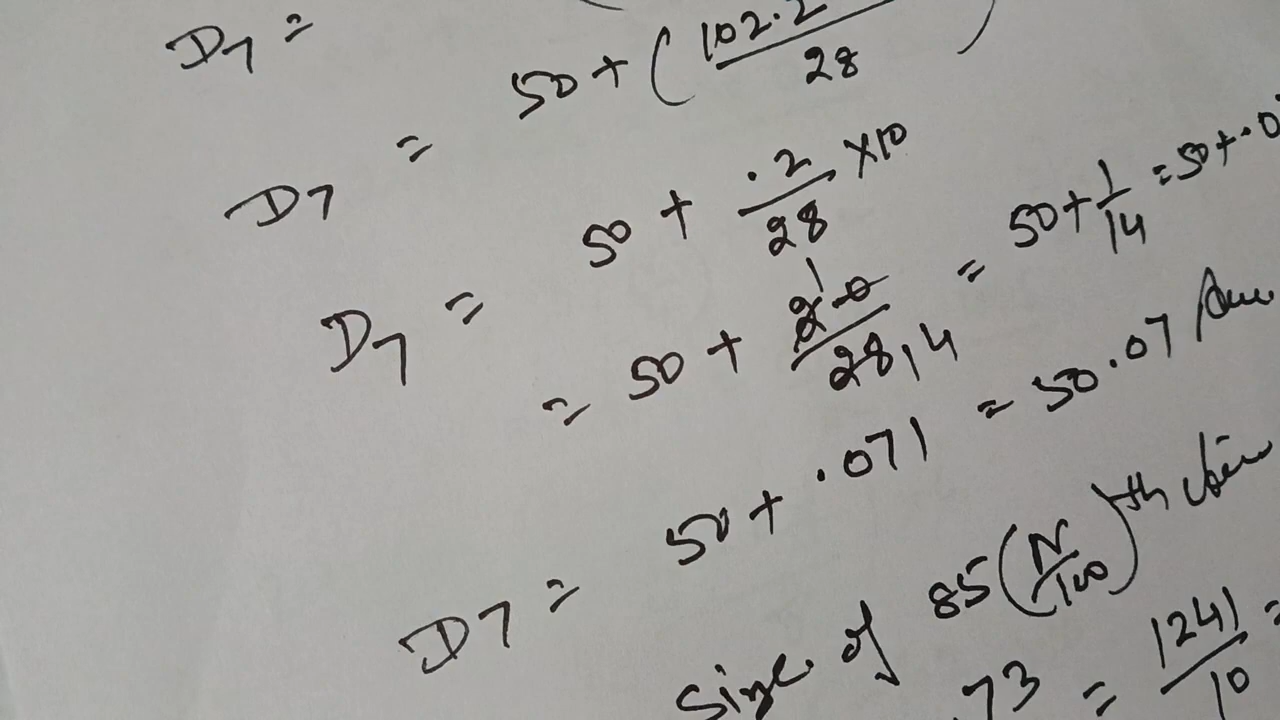 D7 =
50 + (102.2/28 )
D7 = 50 + .2/28 ×10
D7 = 50 + 2.0/28,14 1 = 50 + 1/14 = 50 + .0
= 50 + .071 = 50.07 Ans
D7 =
Size of 85(N/100)th
73 = 1241/10 =